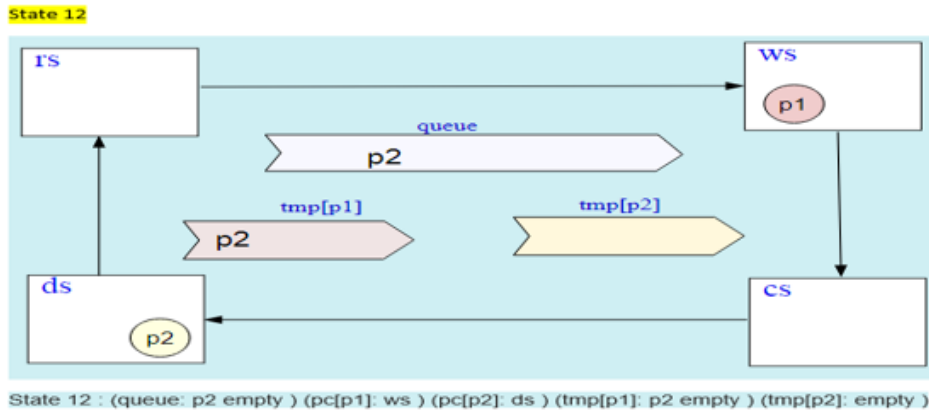 State 12
rs
ws
p1
queue
p2
tmp[p1]
tmp[p2]
p2
ds
cs
p2
State 12 : (queue: p2 empty ) (pc[p1]: ws ) (pc[p2]: ds ) (tmp[p1]: p2 empty ) (tmp[p2]: empty )